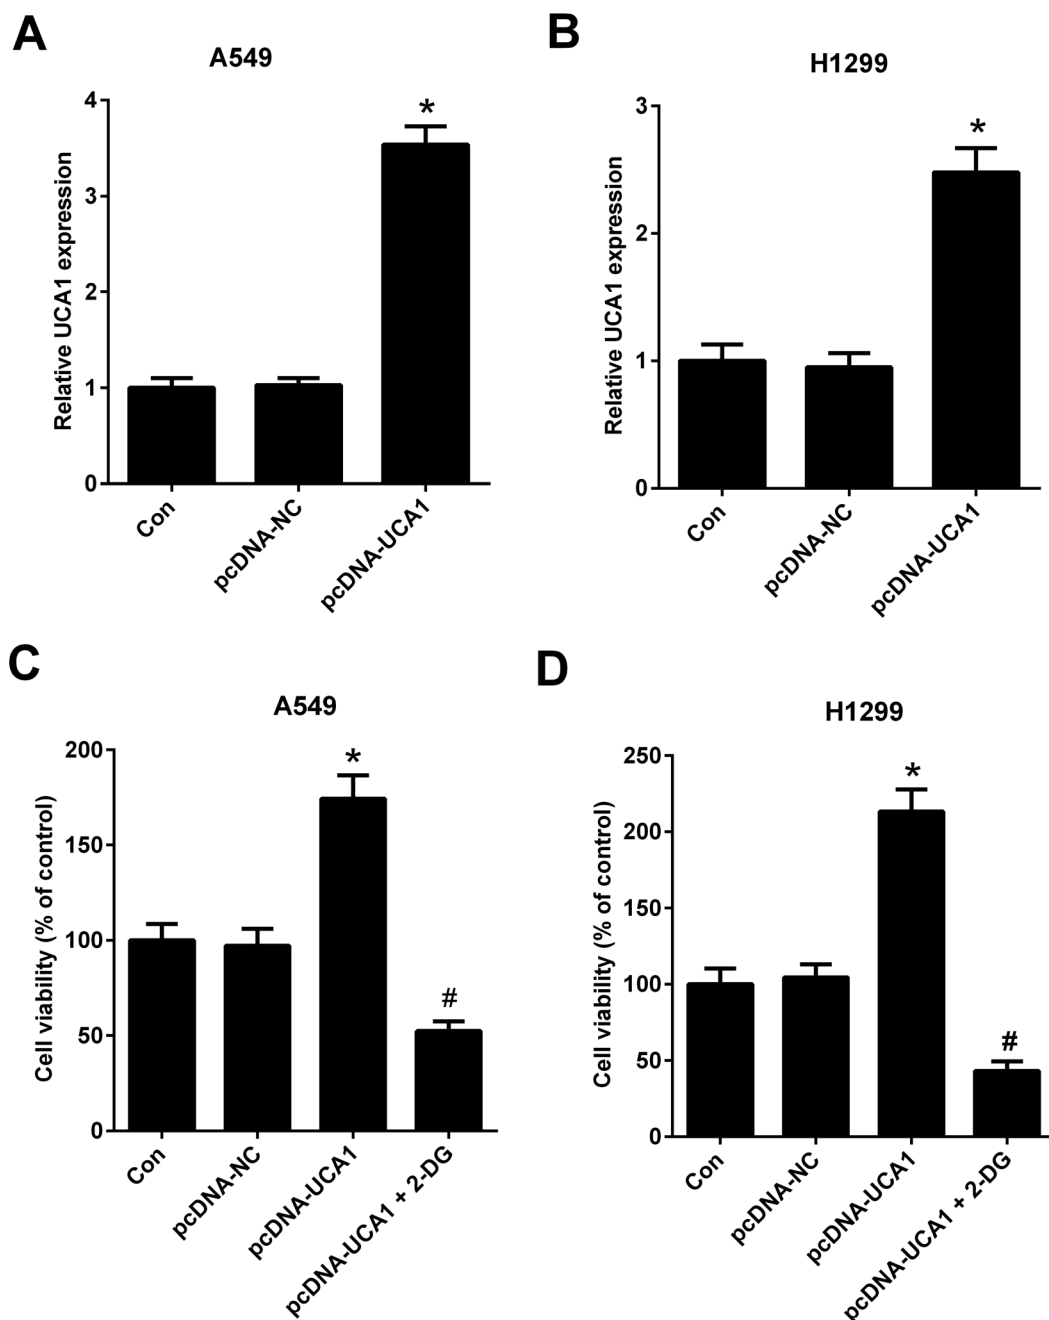 A
A549
Relative UCA1 expression
4
3
2
1
0
*
Con
pcDNA-NC
pcDNA-UCA1
B
H1299
Relative UCA1 expression
3
2
1
0
*
Con
pcDNA-NC
pcDNA-UCA1
C
A549
Cell viability (% of control)
200
150
100
50
0
*
#
Con
pcDNA-NC
pcDNA-UCA1
pcDNA-UCA1 + 2-DG
D
H1299
Cell viability (% of control)
250
200
150
100
50
0
*
#
Con
pcDNA-NC
pcDNA-UCA1
pcDNA-UCA1 + 2-DG